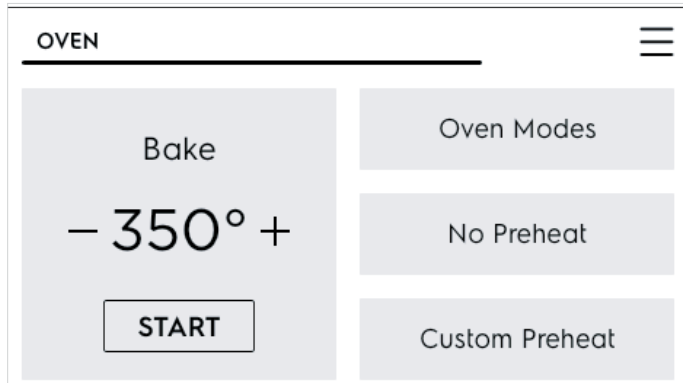 OVEN
Bake
− 350° +
START
Oven Modes
No Preheat
Custom Preheat